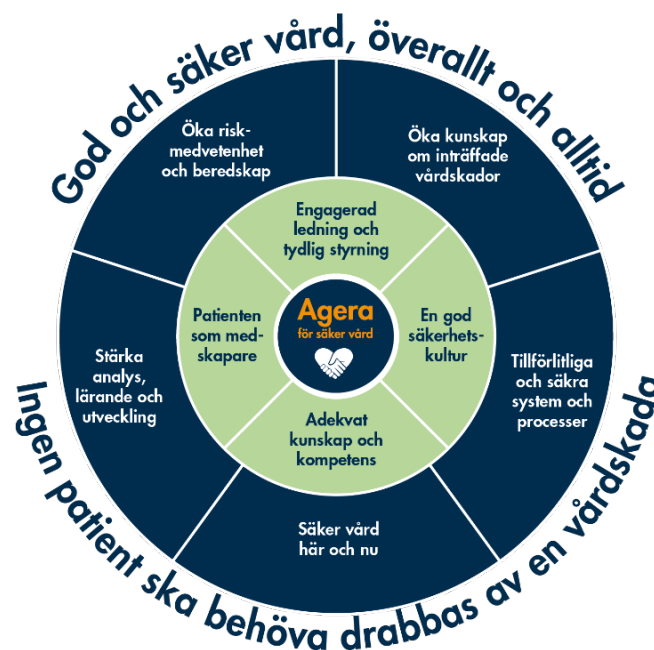 God och säker vård, överallt och alltid
Öka risk-
medvetenhet
och beredskap
Öka kunskap
om inträffade
vårdskador
Engagerad
ledning och
tydlig styrning
Patienten
som med-
skapare
Agera
för säker vård
En god
säkerhets-
kultur
Stärka
analys,
lärande och
utveckling
Tillförlitliga
och säkra
system och
processer
Adekvat
kunskap och
kompetens
Säker vård
här och nu
Ingen patient ska behöva drabbas av en vårdskada